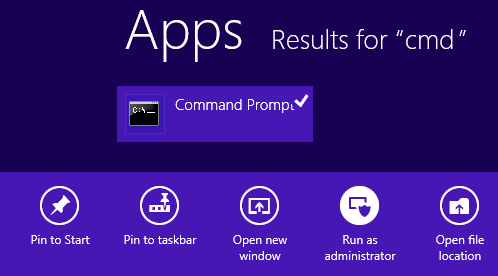 Apps Results for “cmd”
C:\_
Command Prompt
Pin to Start
Pin to taskbar
Open new
window
Run as
administrator
Open file
location